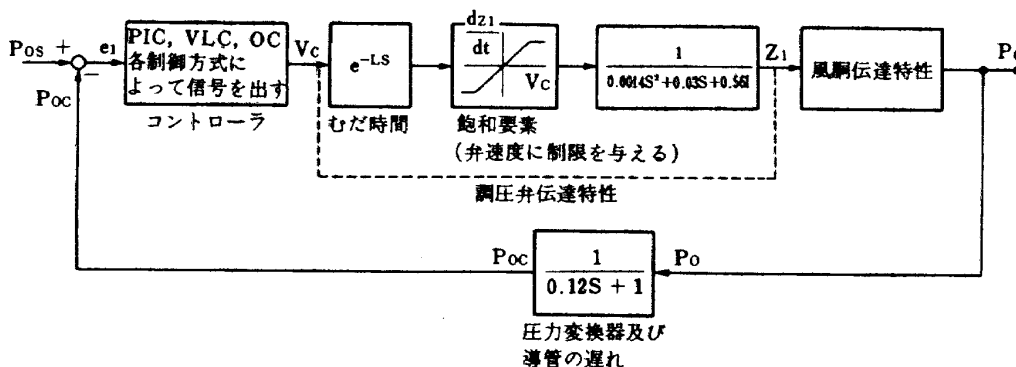 Pos + e1
−
Poc
PIC, VLC, OC
各制御方式に
よって信号を出す
コントローラ
Vc
e^-LS
むだ時間
dz1
dt
Vc
飽和要素
(弁速度に制限を与える)
1
0.0014S²+0.03S+0.561
Z1
風胴伝達特性
Po
調圧弁伝達特性
Poc
1
0.12S + 1
Po
圧力変換器及び
導管の遅れ